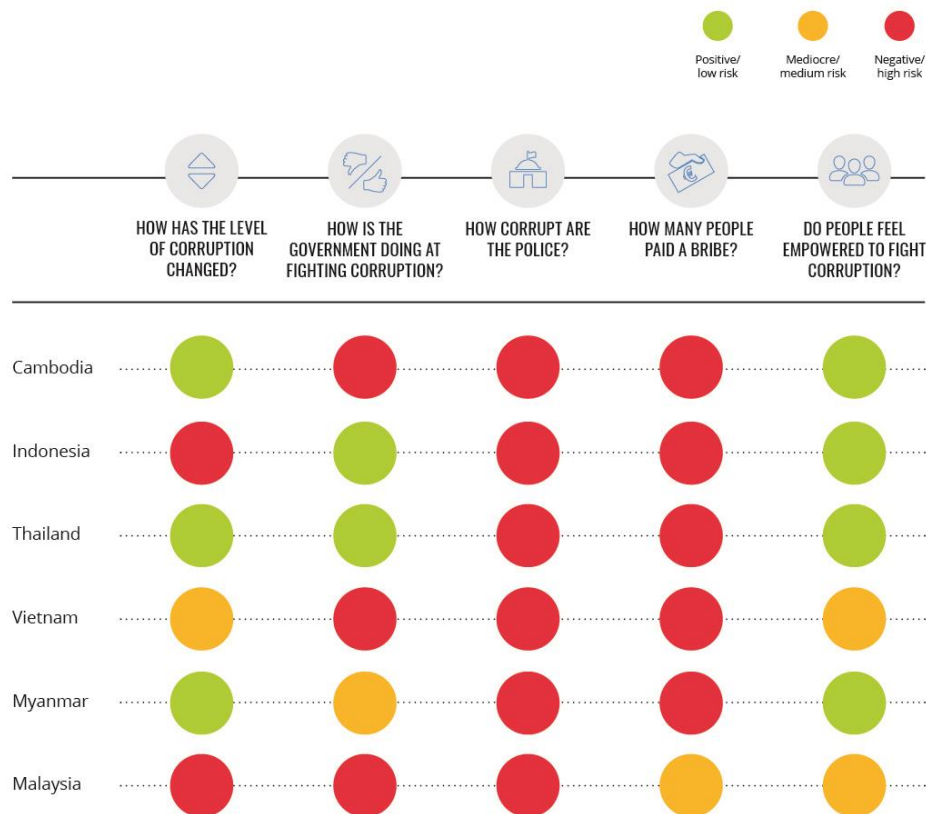 Positive/
low risk
Mediocre/
medium risk
Negative/
high risk
HOW HAS THE LEVEL
OF CORRUPTION
CHANGED?
HOW IS THE
GOVERNMENT DOING AT
FIGHTING CORRUPTION?
HOW CORRUPT ARE
THE POLICE?
HOW MANY PEOPLE
PAID A BRIBE?
DO PEOPLE FEEL
EMPOWERED TO FIGHT
CORRUPTION?
Cambodia
Indonesia
Thailand
Vietnam
Myanmar
Malaysia